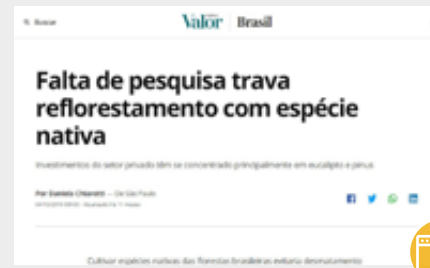 Buscar
Valor Brasil
Falta de pesquisa trava
reflorestamento com espécie
nativa
Investimentos do setor privado têm se concentrado principalmente em eucalipto e pinus
Por Daniela Chiaretti — De São Paulo
Cultivar espécies nativas das florestas brasileiras evitaria desmatamento